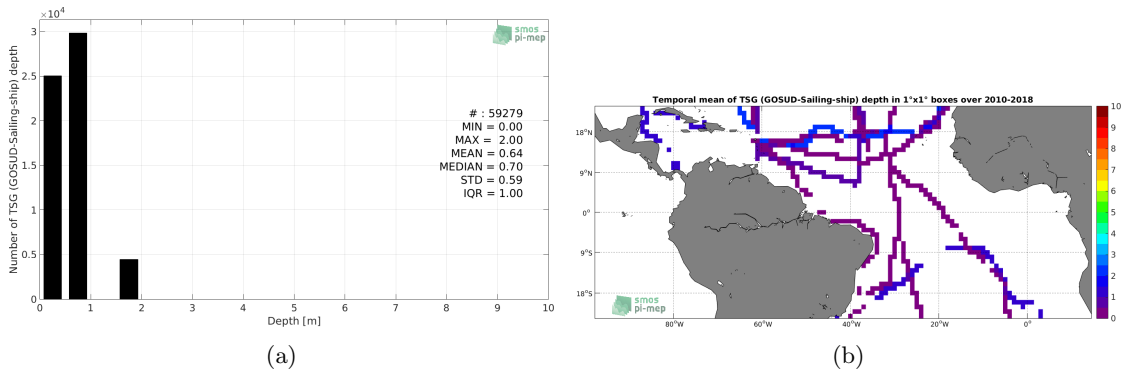 ×10⁴
3
2.5
2
1.5
1
0.5
0
0 1 2 3 4 5 6 7 8 9 10
Number of TSG (GOSUD-Sailing-ship) depth
Depth [m]
smos
pi-mep
# : 59279
MIN = 0.00
MAX = 2.00
MEAN = 0.64
MEDIAN = 0.70
STD = 0.59
IQR = 1.00
(a)
Temporal mean of TSG (GOSUD-Sailing-ship) depth in 1°x1° boxes over 2010-2018
18°N
9°N
0°
9°S
18°S
80°W 60°W 40°W 20°W 0°
smos
pi-mep
10
9
8
7
6
5
4
3
2
1
0
(b)